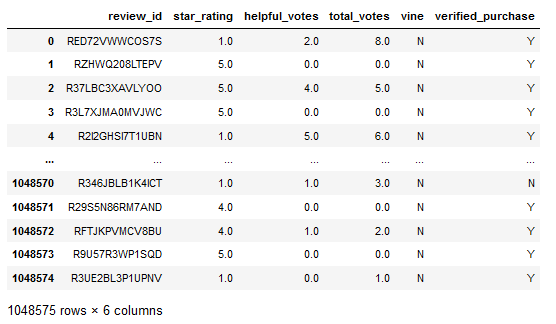 review_id star_rating helpful_votes total_votes vine verified_purchase
0 RED72VWWCOS7S 1.0 2.0 8.0 N Y
1 RZHWQ208LTEPV 5.0 0.0 0.0 N Y
2 R37LBC3XAVLYOO 5.0 4.0 5.0 N Y
3 R3L7XJMA0MVJWC 5.0 0.0 0.0 N Y
4 R2I2GHSI7T1UBN 1.0 5.0 6.0 N Y
... ... ... ... ... ... ...
1048570 R346JBLB1K4ICT 1.0 1.0 3.0 N N
1048571 R29S5N86RM7AND 4.0 0.0 0.0 N Y
1048572 RFTJKPVMCV8BU 4.0 1.0 2.0 N Y
1048573 R9U57R3WP1SQD 5.0 0.0 0.0 N Y
1048574 R3UE2BL3P1UPNV 1.0 0.0 1.0 N Y
1048575 rows × 6 columns